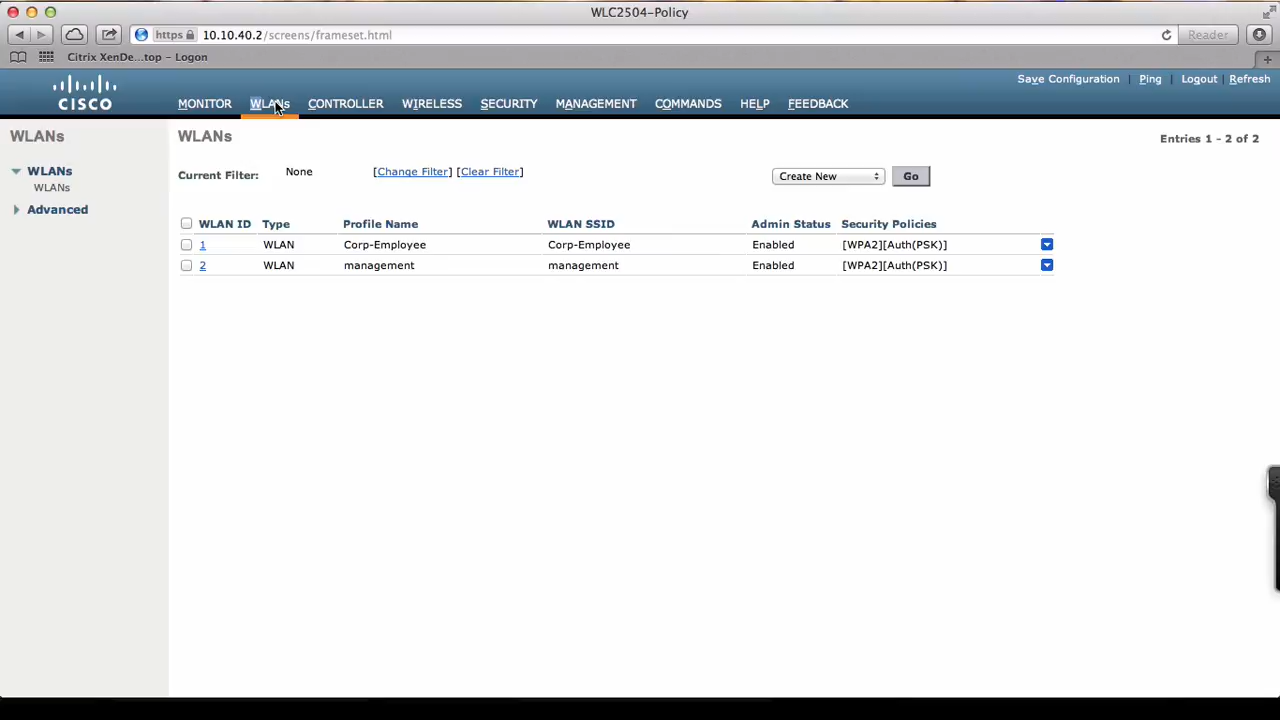 WLC2504-Policy
https 10.10.40.2/screens/frameset.html Reader
Citrix XenDe...top - Logon
Save Configuration | Ping | Logout | Refresh
CISCO
MONITOR WLANs CONTROLLER WIRELESS SECURITY MANAGEMENT COMMANDS HELP FEEDBACK
WLANs
WLANs
WLANs
Advanced
WLANs
Entries 1 - 2 of 2
Current Filter: None [Change Filter] [Clear Filter] Create New Go
WLAN ID Type Profile Name WLAN SSID Admin Status Security Policies
1 WLAN Corp-Employee Corp-Employee Enabled [WPA2][Auth(PSK)]
2 WLAN management management Enabled [WPA2][Auth(PSK)]